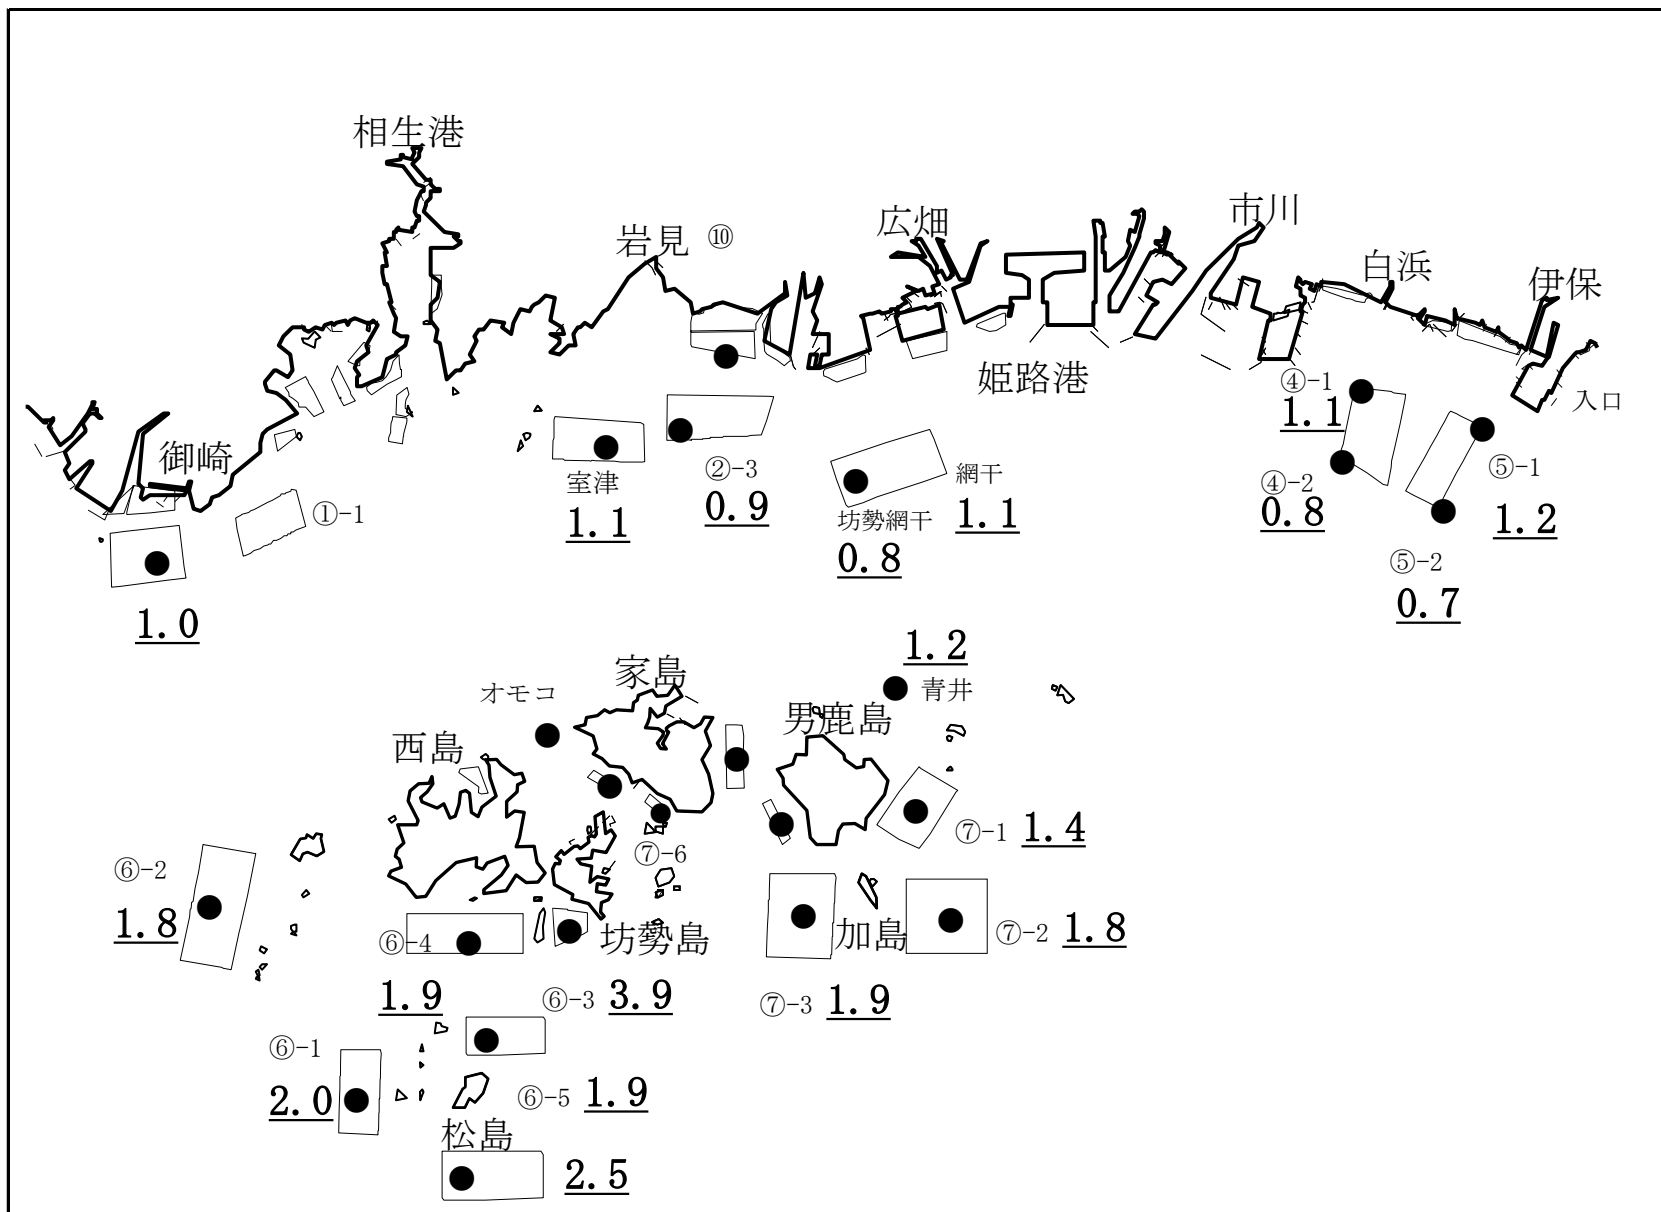 相生港
市川
広畑
岩見 ⑩
白浜
伊保
姫路港
④-1
1.1
入口
御崎
室津
1.1
②-3
0.9
網干
1.1
坊勢網干
0.8
④-2
0.8
⑤-1
1.2
①-1
⑤-2
0.7
1.0
1.2
家島
オモコ
青井
男鹿島
西島
⑦-1 1.4
⑦-6
⑥-2
1.8
⑥-4
坊勢島
加島
⑦-2 1.8
1.9
⑥-3 3.9
⑦-3 1.9
⑥-1
2.0
⑥-5 1.9
松島
2.5